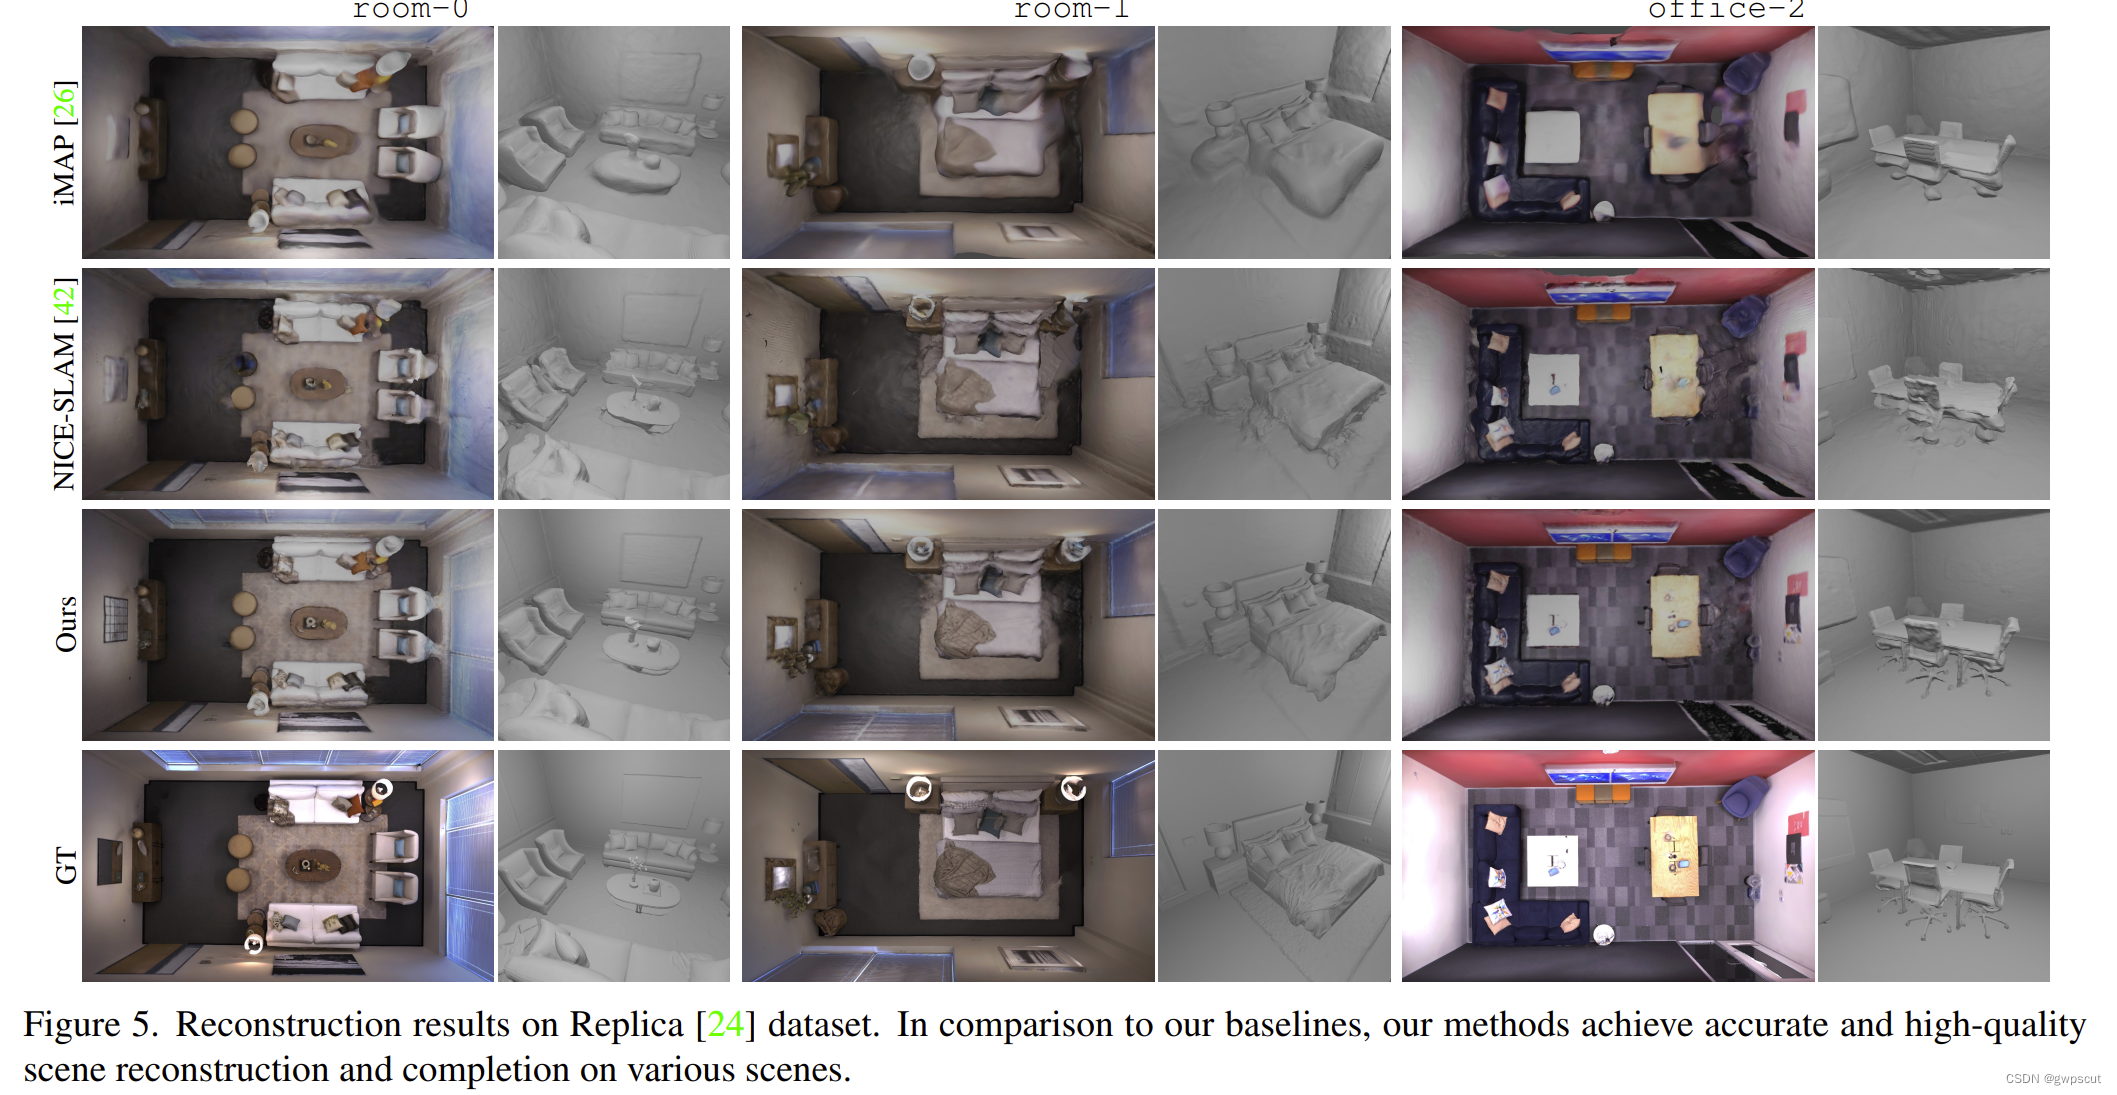 room-0 room-1 office-2
iMAP [26]
NICE-SLAM [42]
Ours
GT
Figure 5. Reconstruction results on Replica [24] dataset. In comparison to our baselines, our methods achieve accurate and high-quality
scene reconstruction and completion on various scenes.
CSDN @gwpscut